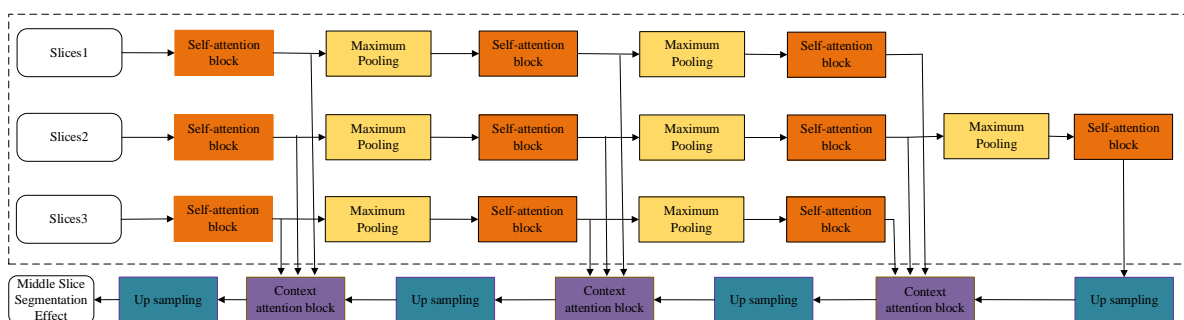 Slices1
Self-attention
block
Maximum
Pooling
Self-attention
block
Maximum
Pooling
Self-attention
block
Slices2
Self-attention
block
Maximum
Pooling
Self-attention
block
Maximum
Pooling
Self-attention
block
Maximum
Pooling
Self-attention
block
Slices3
Self-attention
block
Maximum
Pooling
Self-attention
block
Maximum
Pooling
Self-attention
block
Middle Slice
Segmentation
Effect
Up sampling
Context
attention block
Up sampling
Context
attention block
Up sampling
Context
attention block
Up sampling